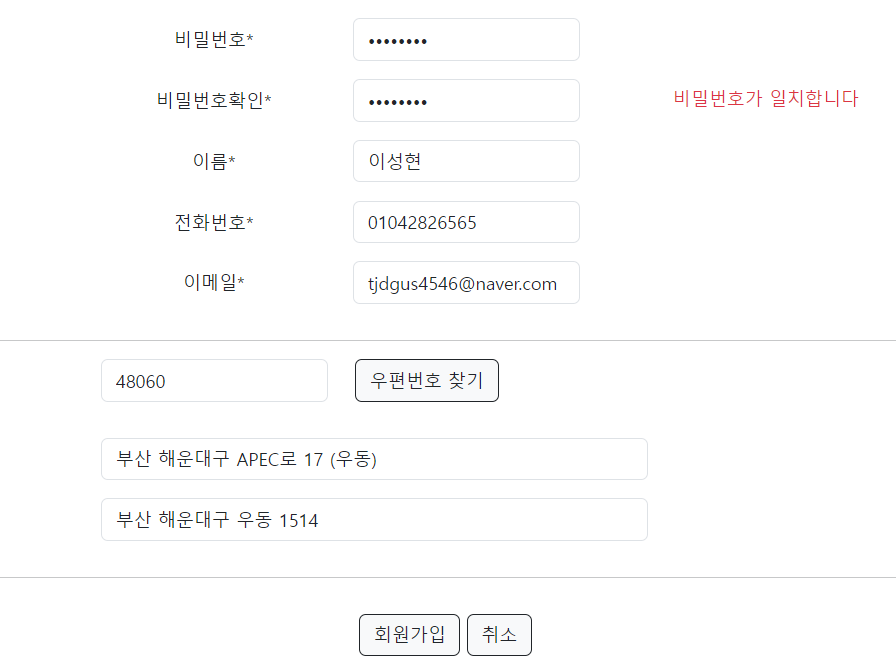 비밀번호* ••••••••
비밀번호확인* •••••••• 비밀번호가 일치합니다
이름* 이성현
전화번호* 01042826565
이메일* tjdgus4546@naver.com
48060 우편번호 찾기
부산 해운대구 APEC로 17 (우동)
부산 해운대구 우동 1514
회원가입 취소